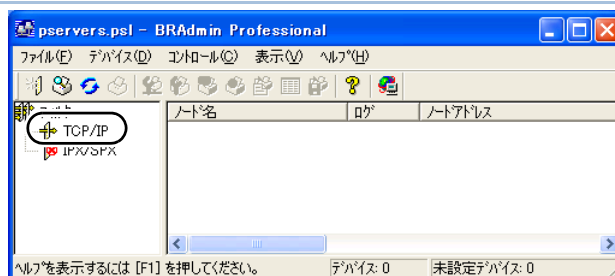 pservers.psl - BRAdmin Professional
ファイル(F) デバイス(D) コントロール(C) 表示(V) ヘルプ(H)
ノード名 ログ ノードアドレス
TCP/IP
IPX/SPX
ヘルプを表示するには [F1] を押してください。 デバイス: 0 未設定デバイス: 0